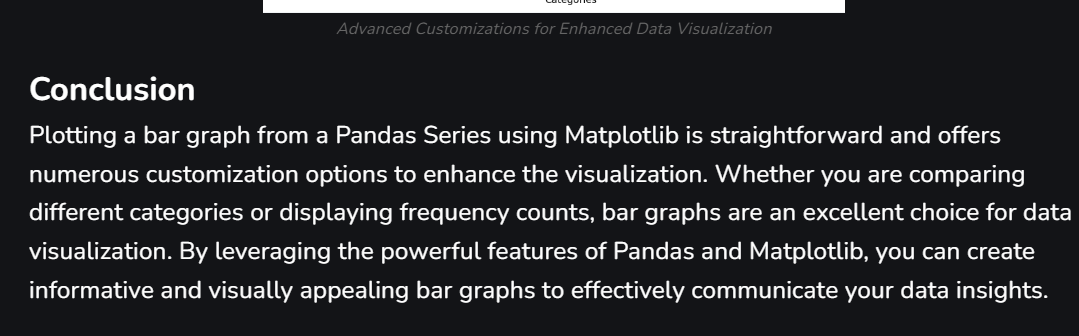 Categories
Advanced Customizations for Enhanced Data Visualization
Conclusion
Plotting a bar graph from a Pandas Series using Matplotlib is straightforward and offers
numerous customization options to enhance the visualization. Whether you are comparing
different categories or displaying frequency counts, bar graphs are an excellent choice for data
visualization. By leveraging the powerful features of Pandas and Matplotlib, you can create
informative and visually appealing bar graphs to effectively communicate your data insights.